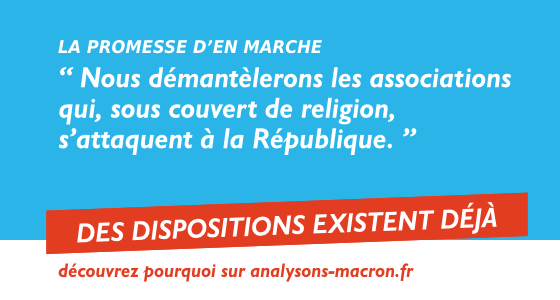 LA PROMESSE D'EN MARCHE
“ Nous démantèlerons les associations
qui, sous couvert de religion,
s'attaquent à la République. ”
DES DISPOSITIONS EXISTENT DÉJÀ
découvrez pourquoi sur analysons-macron.fr